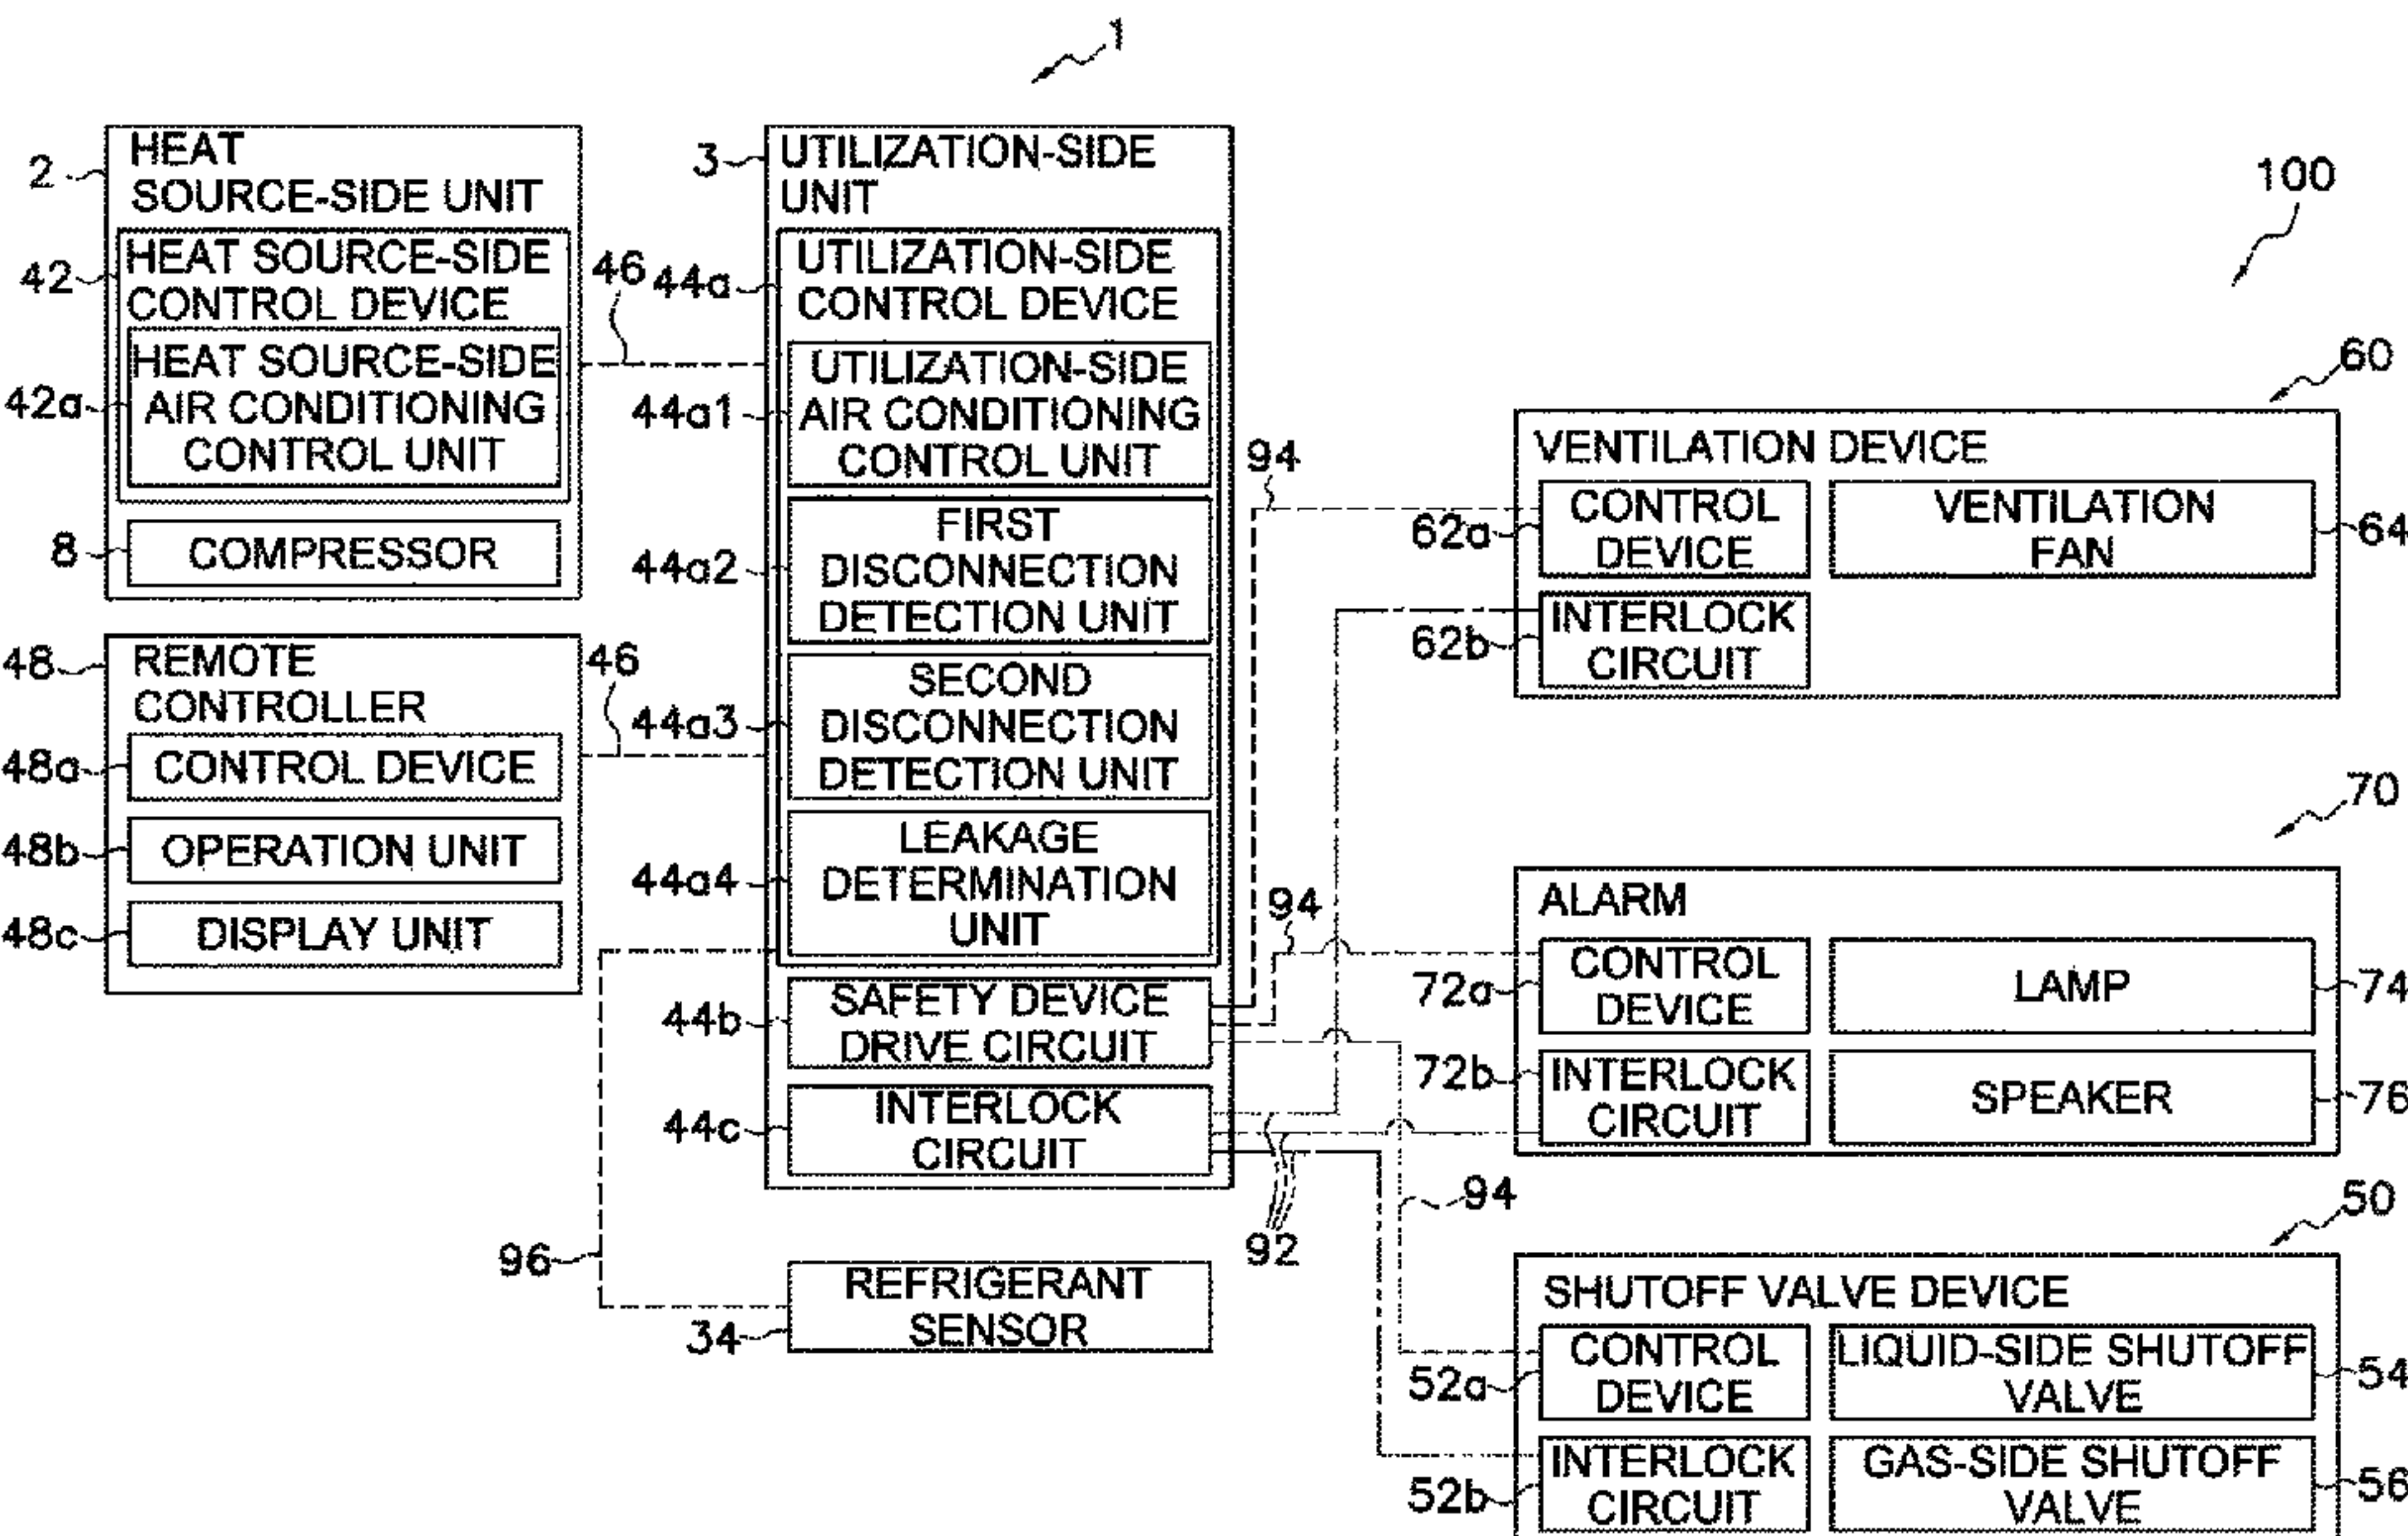 1
100
2
HEAT
SOURCE-SIDE UNIT
42
HEAT SOURCE-SIDE
CONTROL DEVICE
42a
HEAT SOURCE-SIDE
AIR CONDITIONING
CONTROL UNIT
8
COMPRESSOR
46
48
REMOTE
CONTROLLER
46
48a
CONTROL DEVICE
48b
OPERATION UNIT
48c
DISPLAY UNIT
3
UTILIZATION-SIDE
UNIT
44a
UTILIZATION-SIDE
CONTROL DEVICE
44a1
UTILIZATION-SIDE
AIR CONDITIONING
CONTROL UNIT
44a2
FIRST
DISCONNECTION
DETECTION UNIT
44a3
SECOND
DISCONNECTION
DETECTION UNIT
44a4
LEAKAGE
DETERMINATION
UNIT
44b
SAFETY DEVICE
DRIVE CIRCUIT
44c
INTERLOCK
CIRCUIT
96
34
REFRIGERANT
SENSOR
94
94
94
92
60
VENTILATION DEVICE
62a
CONTROL
DEVICE
VENTILATION
FAN
64
62b
INTERLOCK
CIRCUIT
70
ALARM
72a
CONTROL
DEVICE
LAMP
74
72b
INTERLOCK
CIRCUIT
SPEAKER
76
50
SHUTOFF VALVE DEVICE
52a
CONTROL
DEVICE
LIQUID-SIDE SHUTOFF
VALVE
54
52b
INTERLOCK
CIRCUIT
GAS-SIDE SHUTOFF
VALVE
56